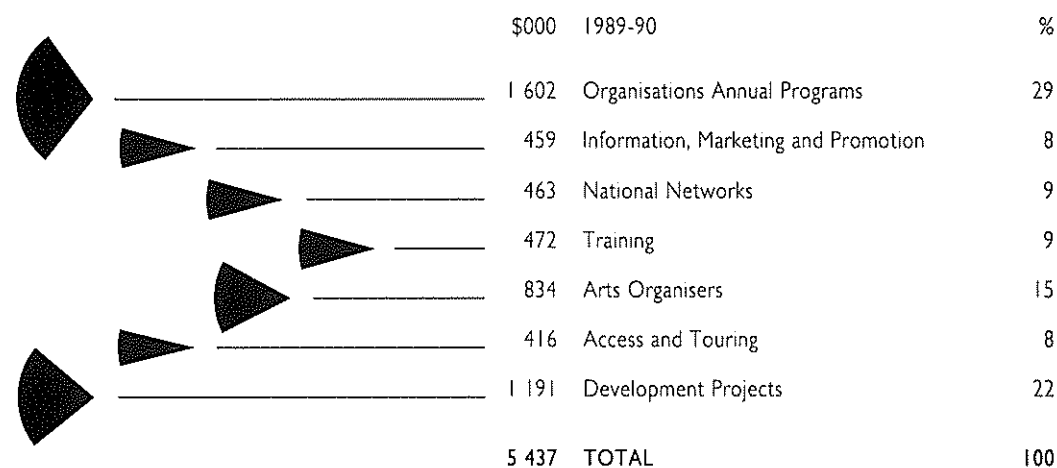 $000 1989-90 %
1 602 Organisations Annual Programs 29
459 Information, Marketing and Promotion 8
463 National Networks 9
472 Training 9
834 Arts Organisers 15
416 Access and Touring 8
1 191 Development Projects 22
5 437 TOTAL 100